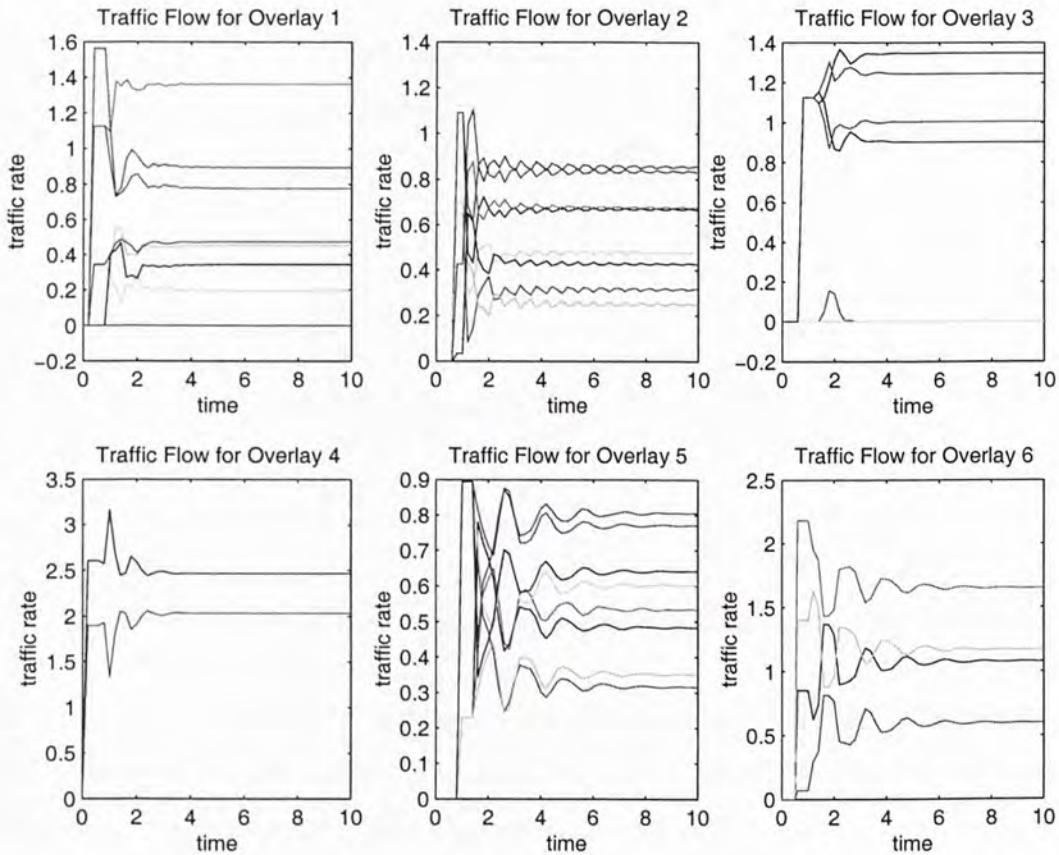 Traffic Flow for Overlay 1
1.6
1.4
1.2
1
0.8
0.6
0.4
0.2
0
−0.2
traffic rate
0 2 4 6 8 10
time
Traffic Flow for Overlay 2
1.4
1.2
1
0.8
0.6
0.4
0.2
0
traffic rate
0 2 4 6 8 10
time
Traffic Flow for Overlay 3
1.4
1.2
1
0.8
0.6
0.4
0.2
0
−0.2
traffic rate
0 2 4 6 8 10
time
Traffic Flow for Overlay 4
3.5
3
2.5
2
1.5
1
0.5
0
traffic rate
0 2 4 6 8 10
time
Traffic Flow for Overlay 5
0.9
0.8
0.7
0.6
0.5
0.4
0.3
0.2
0.1
0
traffic rate
0 2 4 6 8 10
time
Traffic Flow for Overlay 6
2.5
2
1.5
1
0.5
0
traffic rate
0 2 4 6 8 10
time